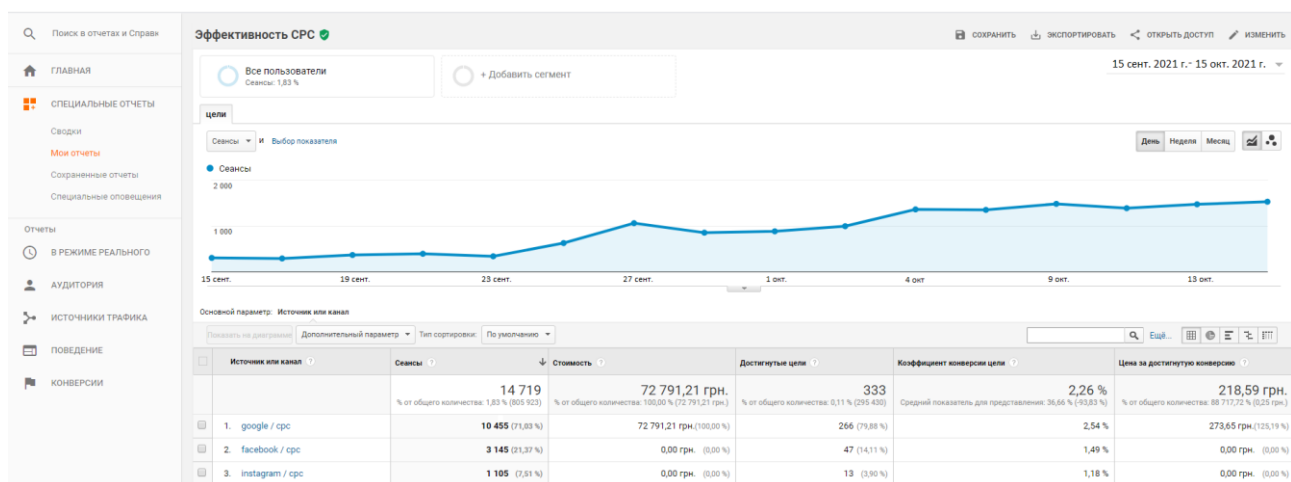 Поиск в отчетах и Справк
Эффективность CPC
СОХРАНИТЬ ЭКСПОРТИРОВАТЬ ОТКРЫТЬ ДОСТУП ИЗМЕНИТЬ
ГЛАВНАЯ
Все пользователи
Сеансы: 1,83 %
+ Добавить сегмент
15 сент. 2021 г.- 15 окт. 2021 г.
СПЕЦИАЛЬНЫЕ ОТЧЕТЫ
Сводки
Мои отчеты
Сохраненные отчеты
Специальные оповещения
Отчеты
В РЕЖИМЕ РЕАЛЬНОГО
АУДИТОРИЯ
ИСТОЧНИКИ ТРАФИКА
ПОВЕДЕНИЕ
КОНВЕРСИИ
цели
Сеансы И Выбор показателя
День Неделя Месяц
Сеансы
2 000
1 000
15 сент. 19 сент. 23 сент. 27 сент. 1 окт. 4 окт 9 окт. 13 окт.
Основной параметр: Источник или канал
Показать на диаграмме Дополнительный параметр Тип сортировки: По умолчанию Ещё...
Источник или канал ? Сеансы ? Стоимость ? Достигнутые цели ? Коэффициент конверсии цели ? Цена за достигнутую конверсию ?
14 719 72 791,21 грн. 333 2,26 % 218,59 грн.
% от общего количества: 1,83 % (805 923) % от общего количества: 100,00 % (72 791,21 грн.) % от общего количества: 0,11 % (295 430) Средний показатель для представления: 36,66 % (-93,83 %) % от общего количества: 88 717,72 % (0,25 грн.)
1. google / cpc 10 455 (71,03 %) 72 791,21 грн.(100,00 %) 266 (79,88 %) 2,54 % 273,65 грн.(125,19 %)
2. facebook / cpc 3 145 (21,37 %) 0,00 грн. (0,00 %) 47 (14,11 %) 1,49 % 0,00 грн. (0,00 %)
3. instagram / cpc 1 105 (7,51 %) 0,00 грн. (0,00 %) 13 (3,90 %) 1,18 % 0,00 грн. (0,00 %)